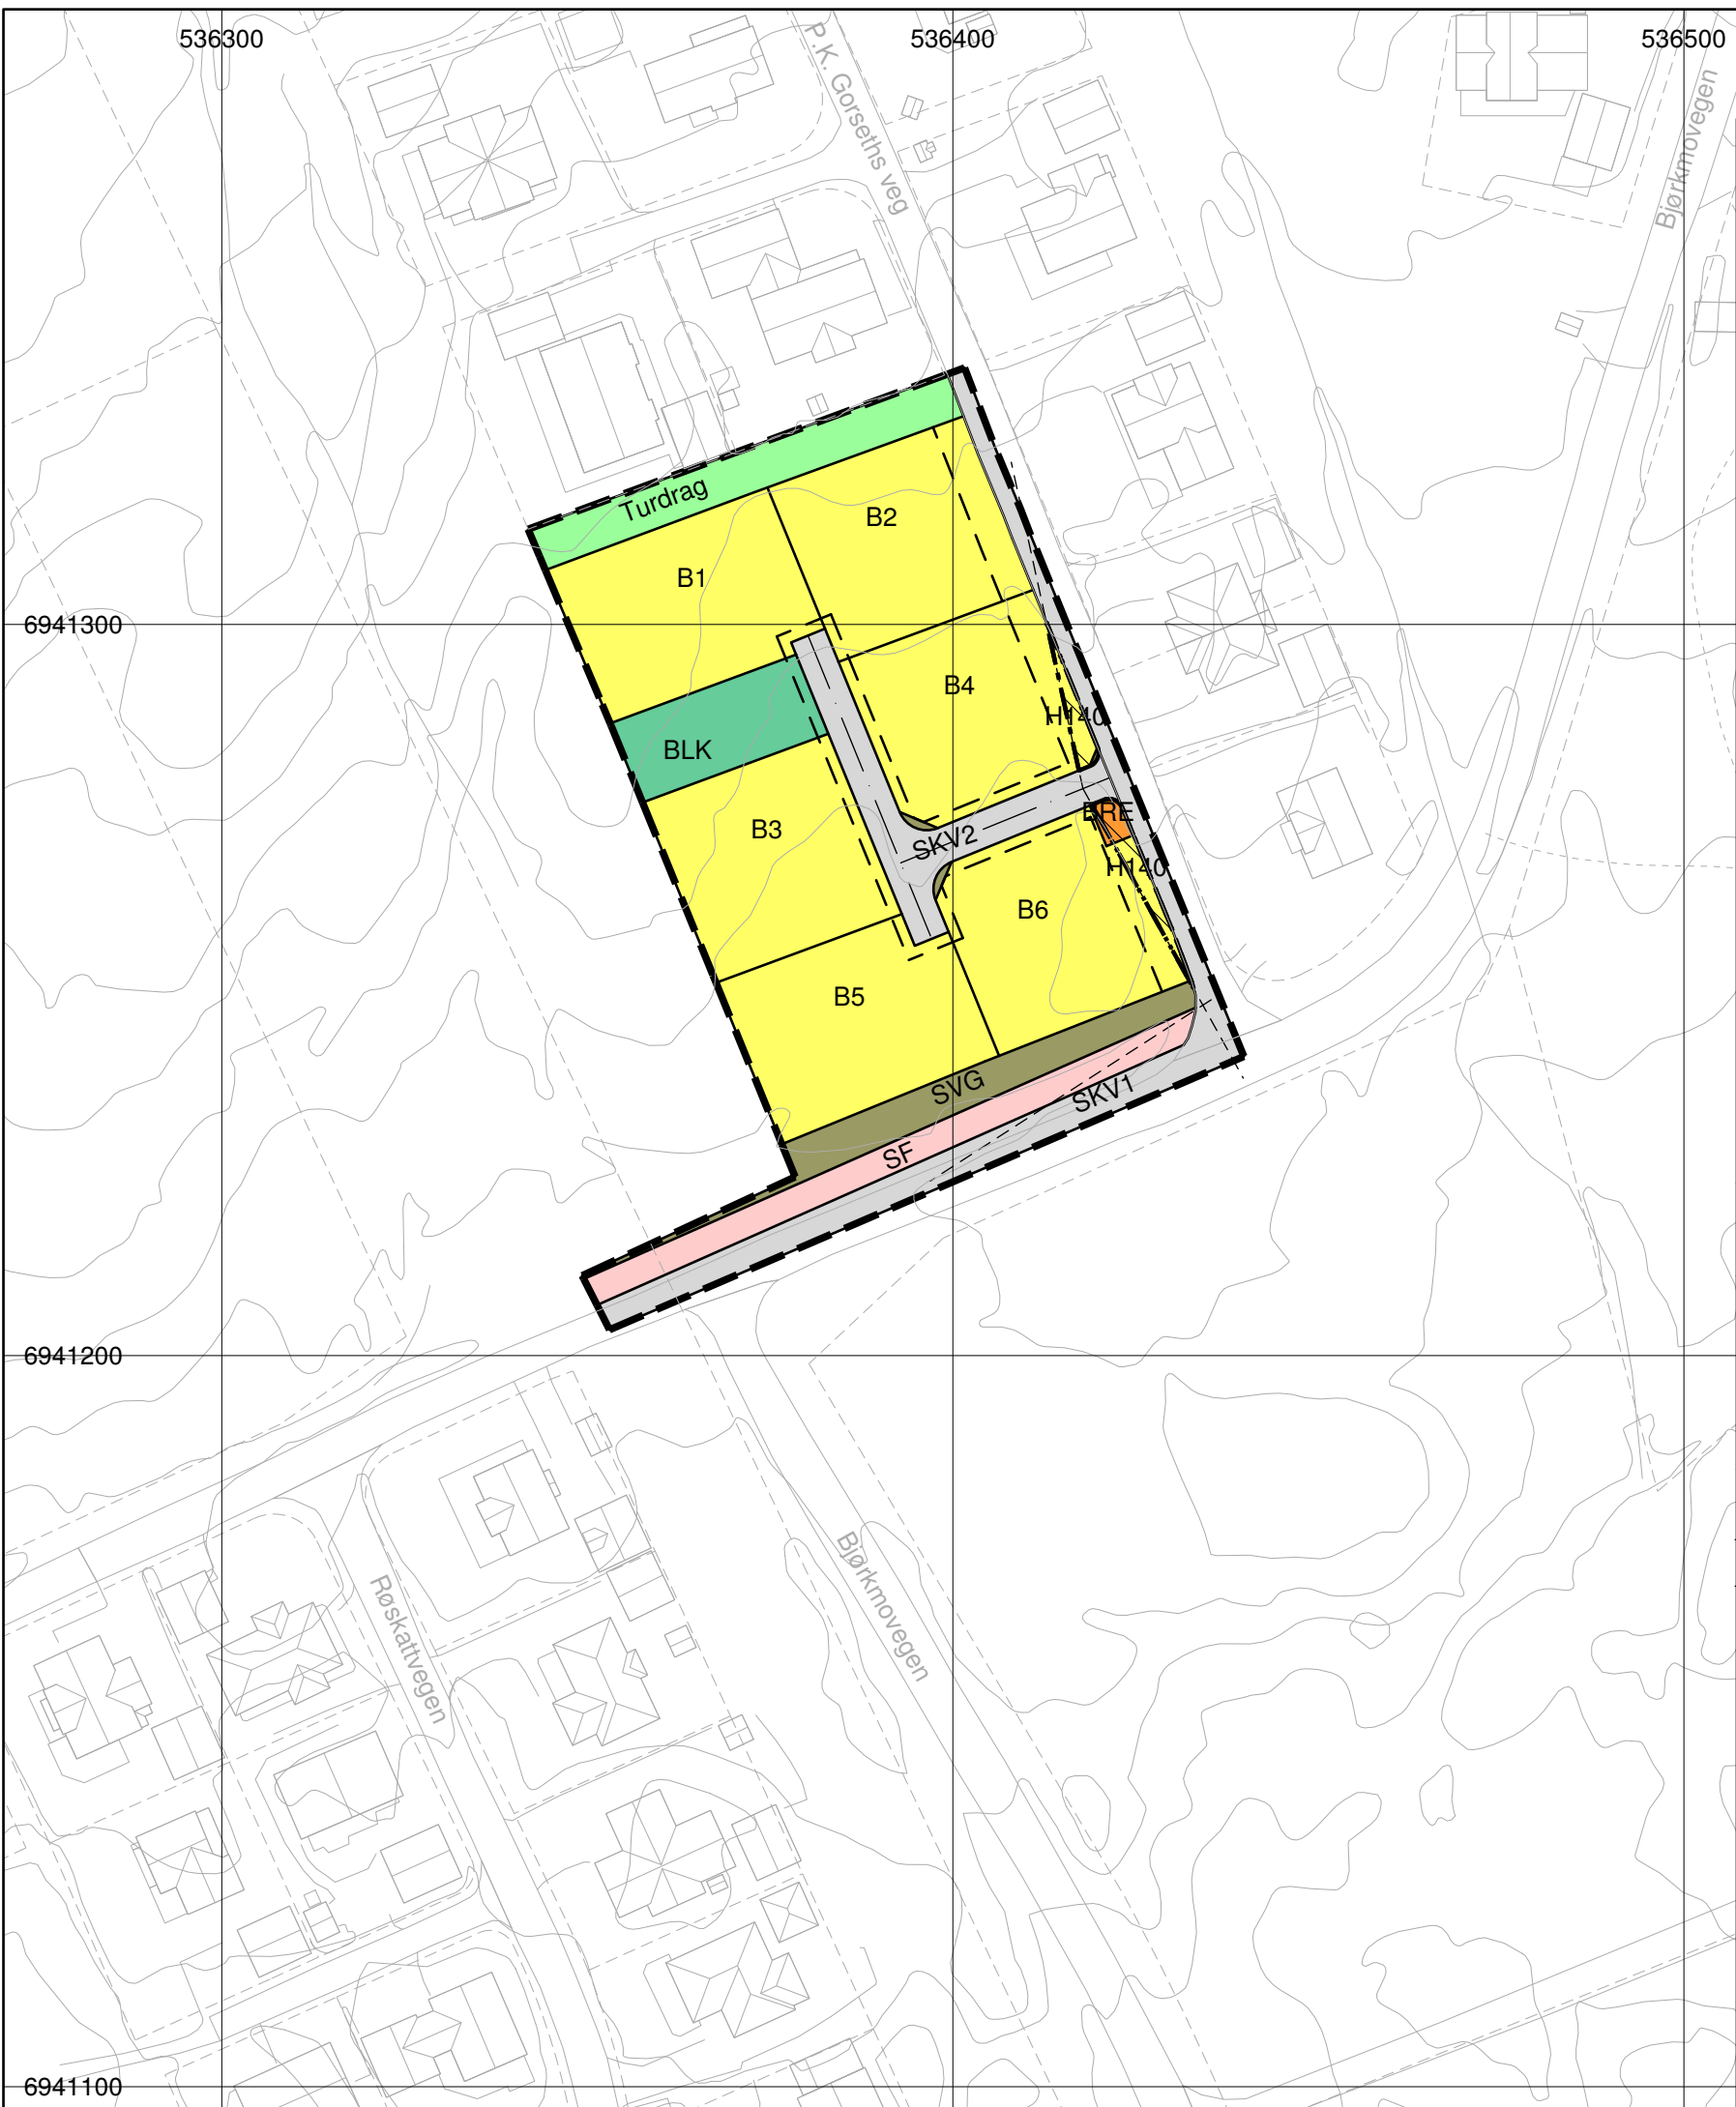 536300
536400
536500
P.K. Gorseths veg
Bjørkmovegen
Turdrag
B2
B1
6941300
B4
H140
BLK
BRE
B3
SKV2
H140
B6
B5
SVG
SKV1
SF
6941200
Bjørkmovegen
Røskattvegen
6941100